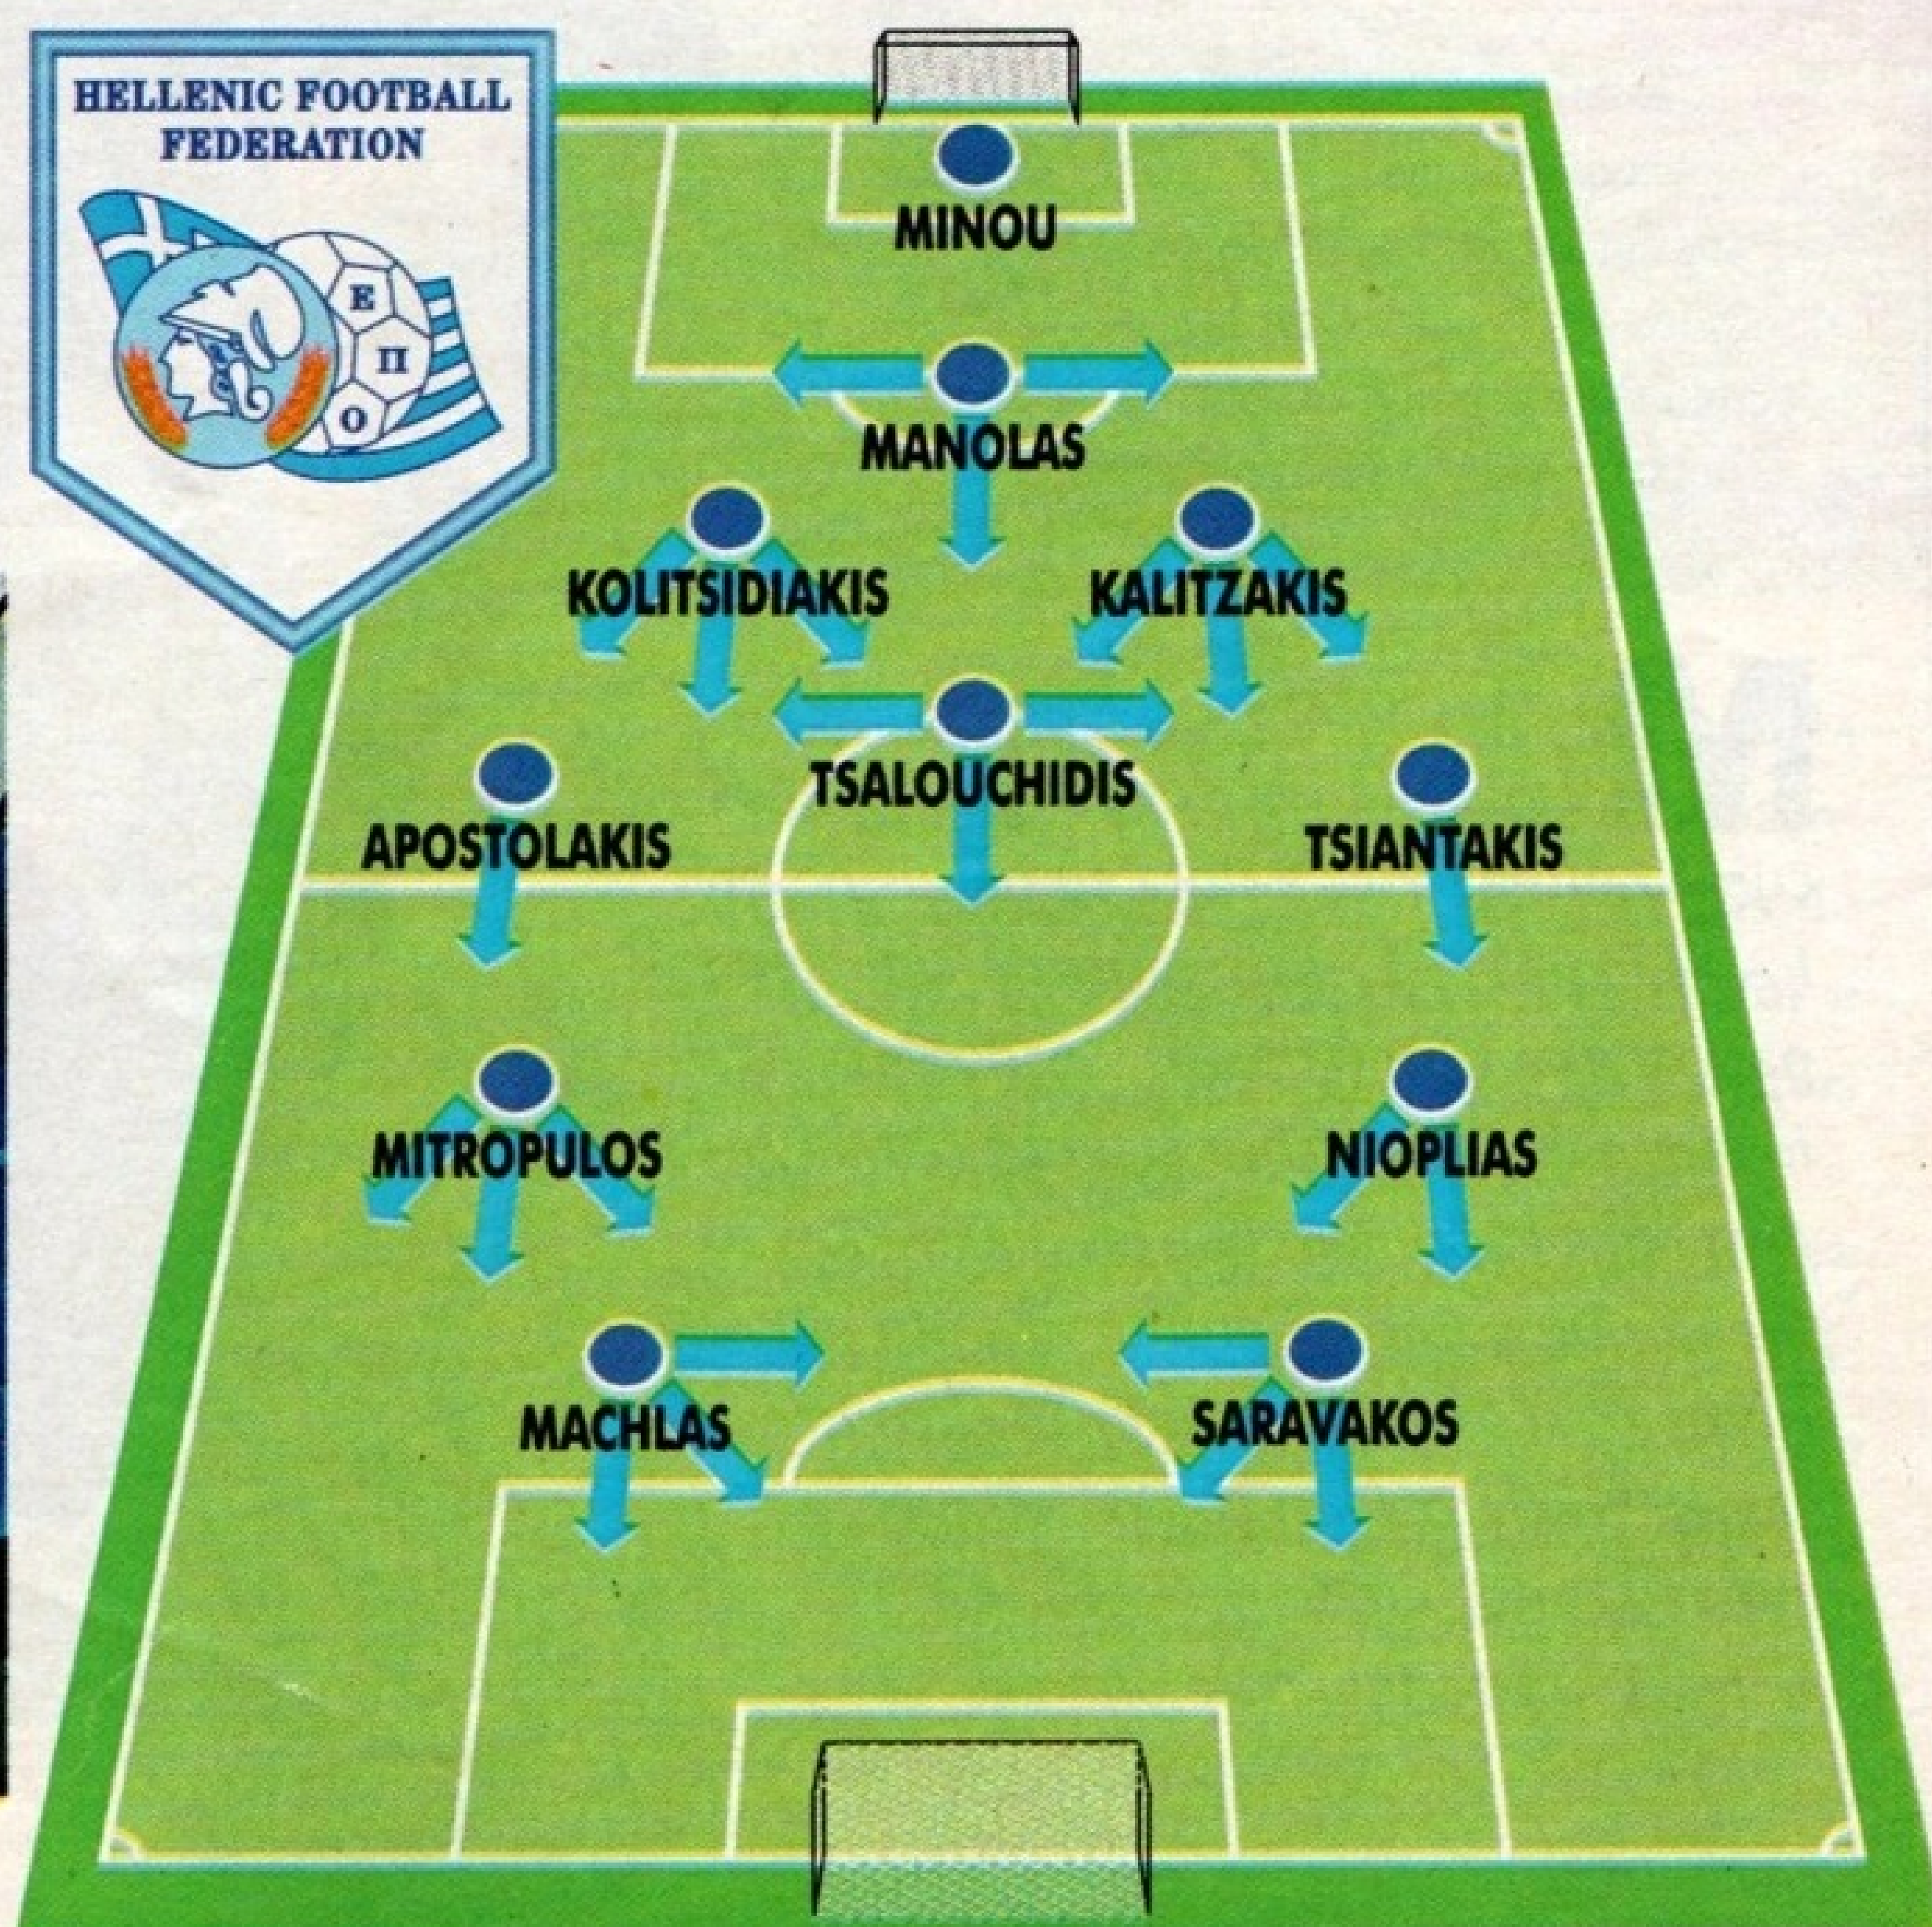 HELLENIC FOOTBALL
FEDERATION
Ε
Π
Ο
MINOU
MANOLAS
KOLITSIDIAKIS
KALITZAKIS
TSALOUCHIDIS
APOSTOLAKIS
TSIANTAKIS
MITROPULOS
NIOPLIAS
MACHLAS
SARAVAKOS